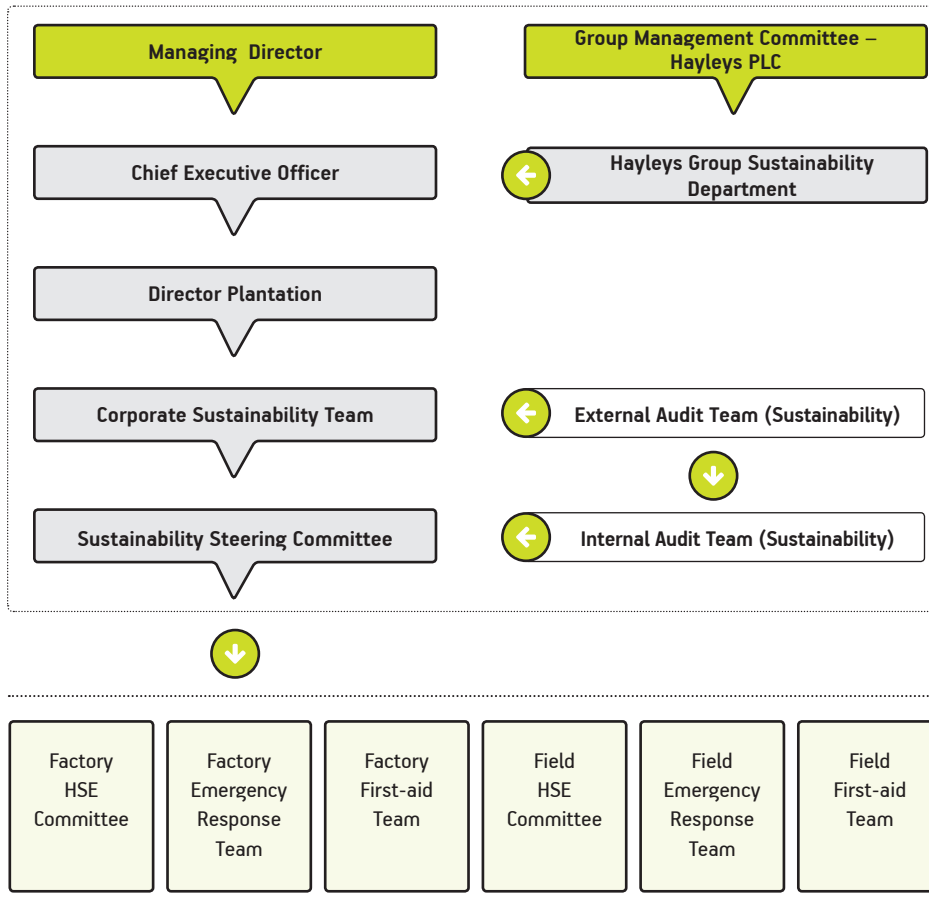 Managing Director
Group Management Committee –
Hayleys PLC
Chief Executive Officer
Hayleys Group Sustainability
Department
Director Plantation
Corporate Sustainability Team
External Audit Team (Sustainability)
Sustainability Steering Committee
Internal Audit Team (Sustainability)
Factory
HSE
Committee
Factory
Emergency
Response
Team
Factory
First-aid
Team
Field
HSE
Committee
Field
Emergency
Response
Team
Field
First-aid
Team